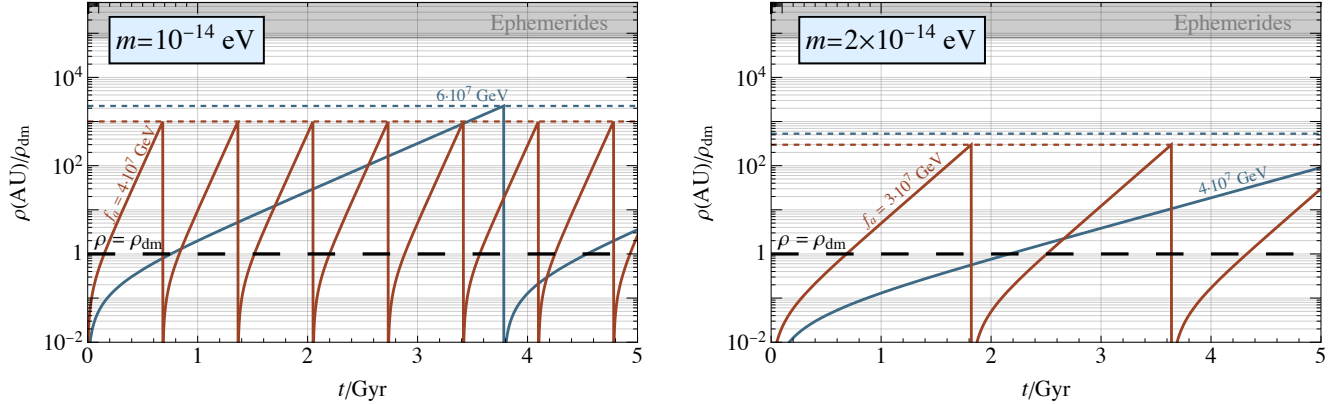 Ephemerides
m=10⁻¹⁴ eV
10⁴
6·10⁷ GeV
10²
f_a = 4·10⁷ GeV
ρ(AU)/ρ_dm
ρ = ρ_dm
1
10⁻²
0 1 2 3 4 5
t/Gyr
Ephemerides
m=2×10⁻¹⁴ eV
10⁴
10²
f_a = 3·10⁷ GeV
4·10⁷ GeV
ρ(AU)/ρ_dm
ρ = ρ_dm
1
10⁻²
0 1 2 3 4 5
t/Gyr